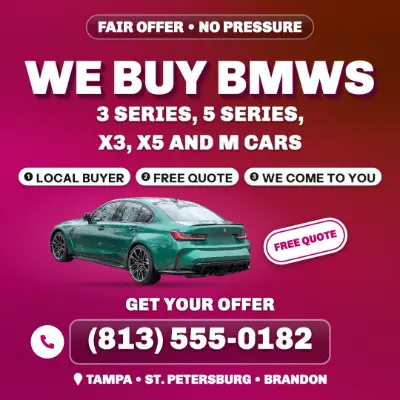 FAIR OFFER • NO PRESSURE
WE BUY BMWS
3 SERIES, 5 SERIES,
X3, X5 AND M CARS
1 LOCAL BUYER 2 FREE QUOTE 3 WE COME TO YOU
FREE QUOTE
GET YOUR OFFER
(813) 555-0182
TAMPA • ST. PETERSBURG • BRANDON